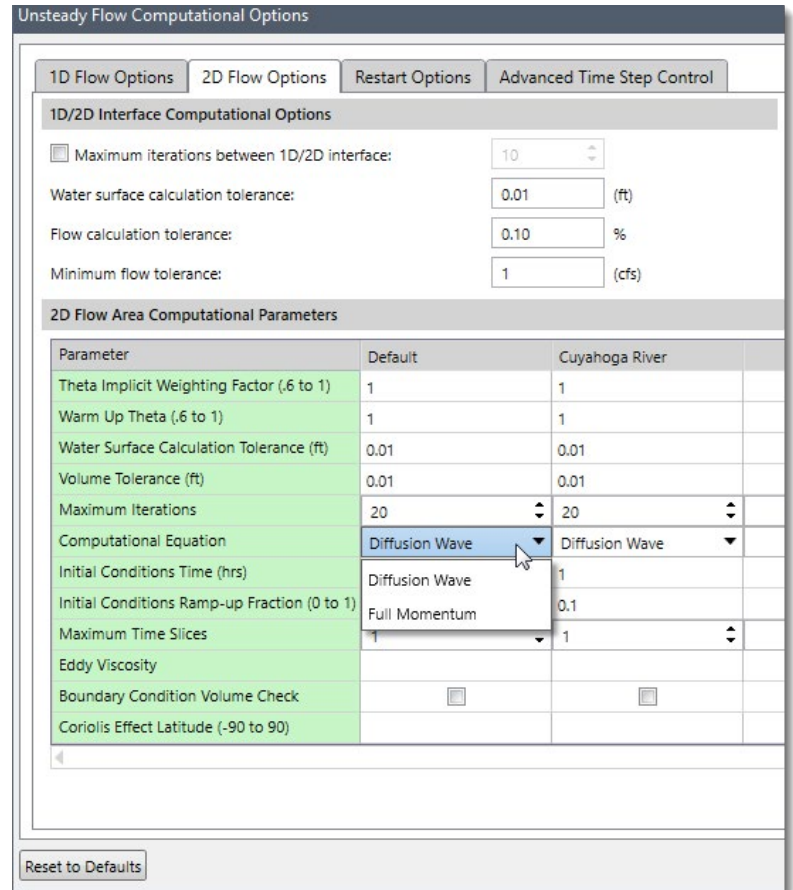 Unsteady Flow Computational Options
1D Flow Options 2D Flow Options Restart Options Advanced Time Step Control
1D/2D Interface Computational Options
Maximum iterations between 1D/2D interface: 10
Water surface calculation tolerance: 0.01 (ft)
Flow calculation tolerance: 0.10 %
Minimum flow tolerance: 1 (cfs)
2D Flow Area Computational Parameters
Parameter Default Cuyahoga River
Theta Implicit Weighting Factor (.6 to 1) 1 1
Warm Up Theta (.6 to 1) 1 1
Water Surface Calculation Tolerance (ft) 0.01 0.01
Volume Tolerance (ft) 0.01 0.01
Maximum Iterations 20 20
Computational Equation Diffusion Wave Diffusion Wave
Initial Conditions Time (hrs) Diffusion Wave 1
Initial Conditions Ramp-up Fraction (0 to 1) Full Momentum 0.1
Maximum Time Slices 1 1
Eddy Viscosity
Boundary Condition Volume Check
Coriolis Effect Latitude (-90 to 90)
Reset to Defaults